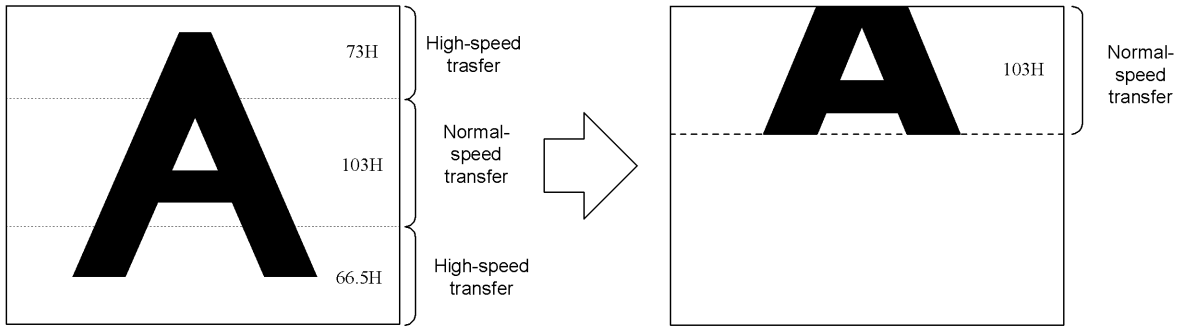 73H
High-speed
trasfer
103H
Normal-
speed
transfer
66.5H
High-speed
transfer
A
A
103H
Normal-
speed
transfer